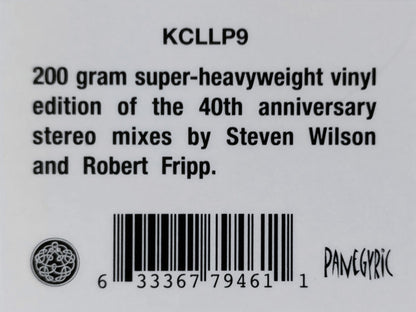 KCLLP9
200 gram super-heavyweight vinyl
edition of the 40th anniversary
stereo mixes by Steven Wilson
and Robert Fripp.
6 33367 79461 1
PANEGYRIC